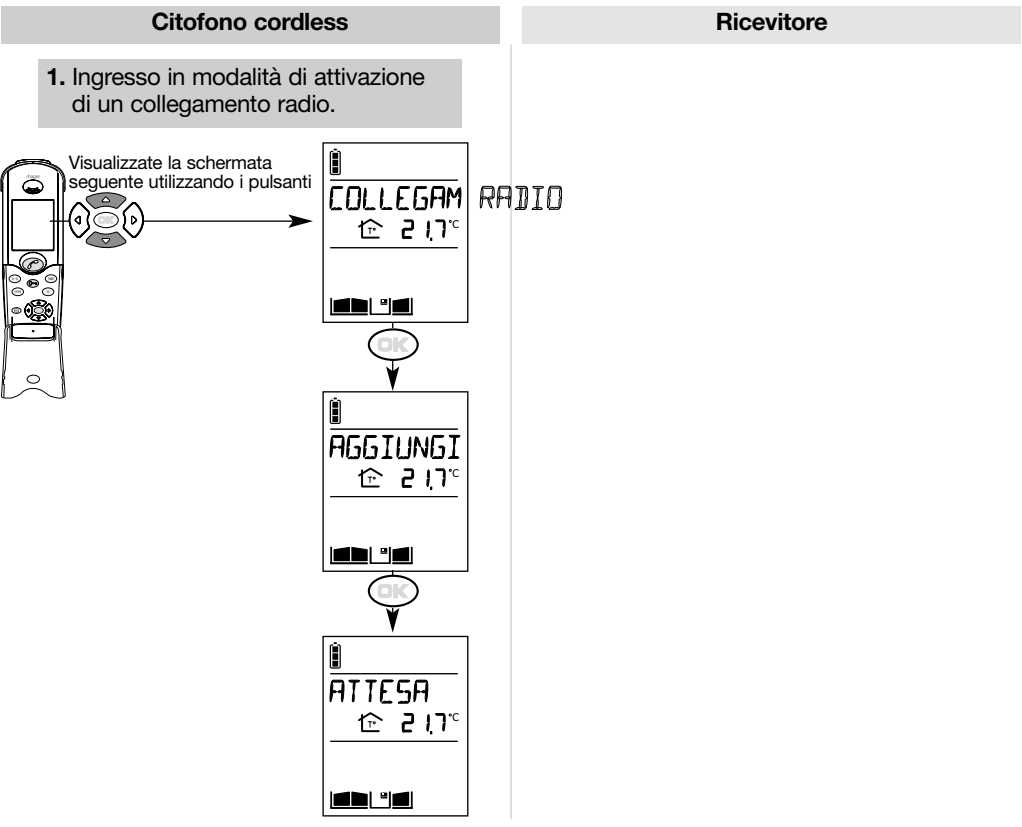 Citofono cordless
Ricevitore
1. Ingresso in modalità di attivazione
di un collegamento radio.
Visualizzate la schermata
seguente utilizzando i pulsanti
OK
COLLEGAM RADIO
T° 21,7°C
OK
AGGIUNGI
T° 21,7°C
OK
ATTESA
T° 21,7°C